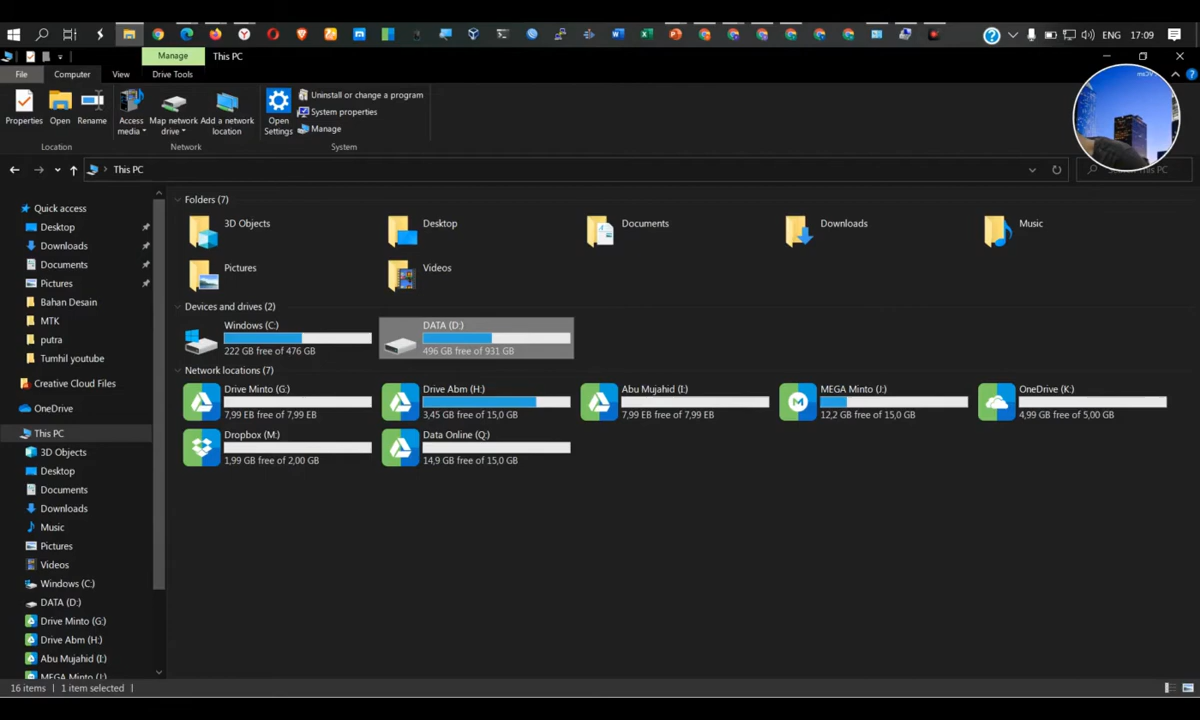 ENG 17:09
Manage This PC
File Computer View Drive Tools
Properties Open Rename Access media Map network drive Add a network location Open Settings Uninstall or change a program
System properties
Manage
Location Network System
This PC
This PC
Quick access
Desktop
Downloads
Documents
Pictures
Bahan Desain
MTK
putra
Tumhil youtube
Creative Cloud Files
OneDrive
This PC
3D Objects
Desktop
Documents
Downloads
Music
Pictures
Videos
Windows (C:)
DATA (D:)
Drive Minto (G:)
Drive Abm (H:)
Abu Mujahid (I:)
MEGA Minto (J:)
Folders (7)
3D Objects Desktop Documents Downloads Music
Pictures Videos
Devices and drives (2)
Windows (C:) DATA (D:)
222 GB free of 476 GB 496 GB free of 931 GB
Network locations (7)
Drive Minto (G:) Drive Abm (H:) Abu Mujahid (I:) MEGA Minto (J:) OneDrive (K:)
7,99 EB free of 7,99 EB 3,45 GB free of 15,0 GB 7,99 EB free of 7,99 EB 12,2 GB free of 15,0 GB 4,99 GB free of 5,00 GB
Dropbox (M:) Data Online (Q:)
1,99 GB free of 2,00 GB 14,9 GB free of 15,0 GB
16 items 1 item selected